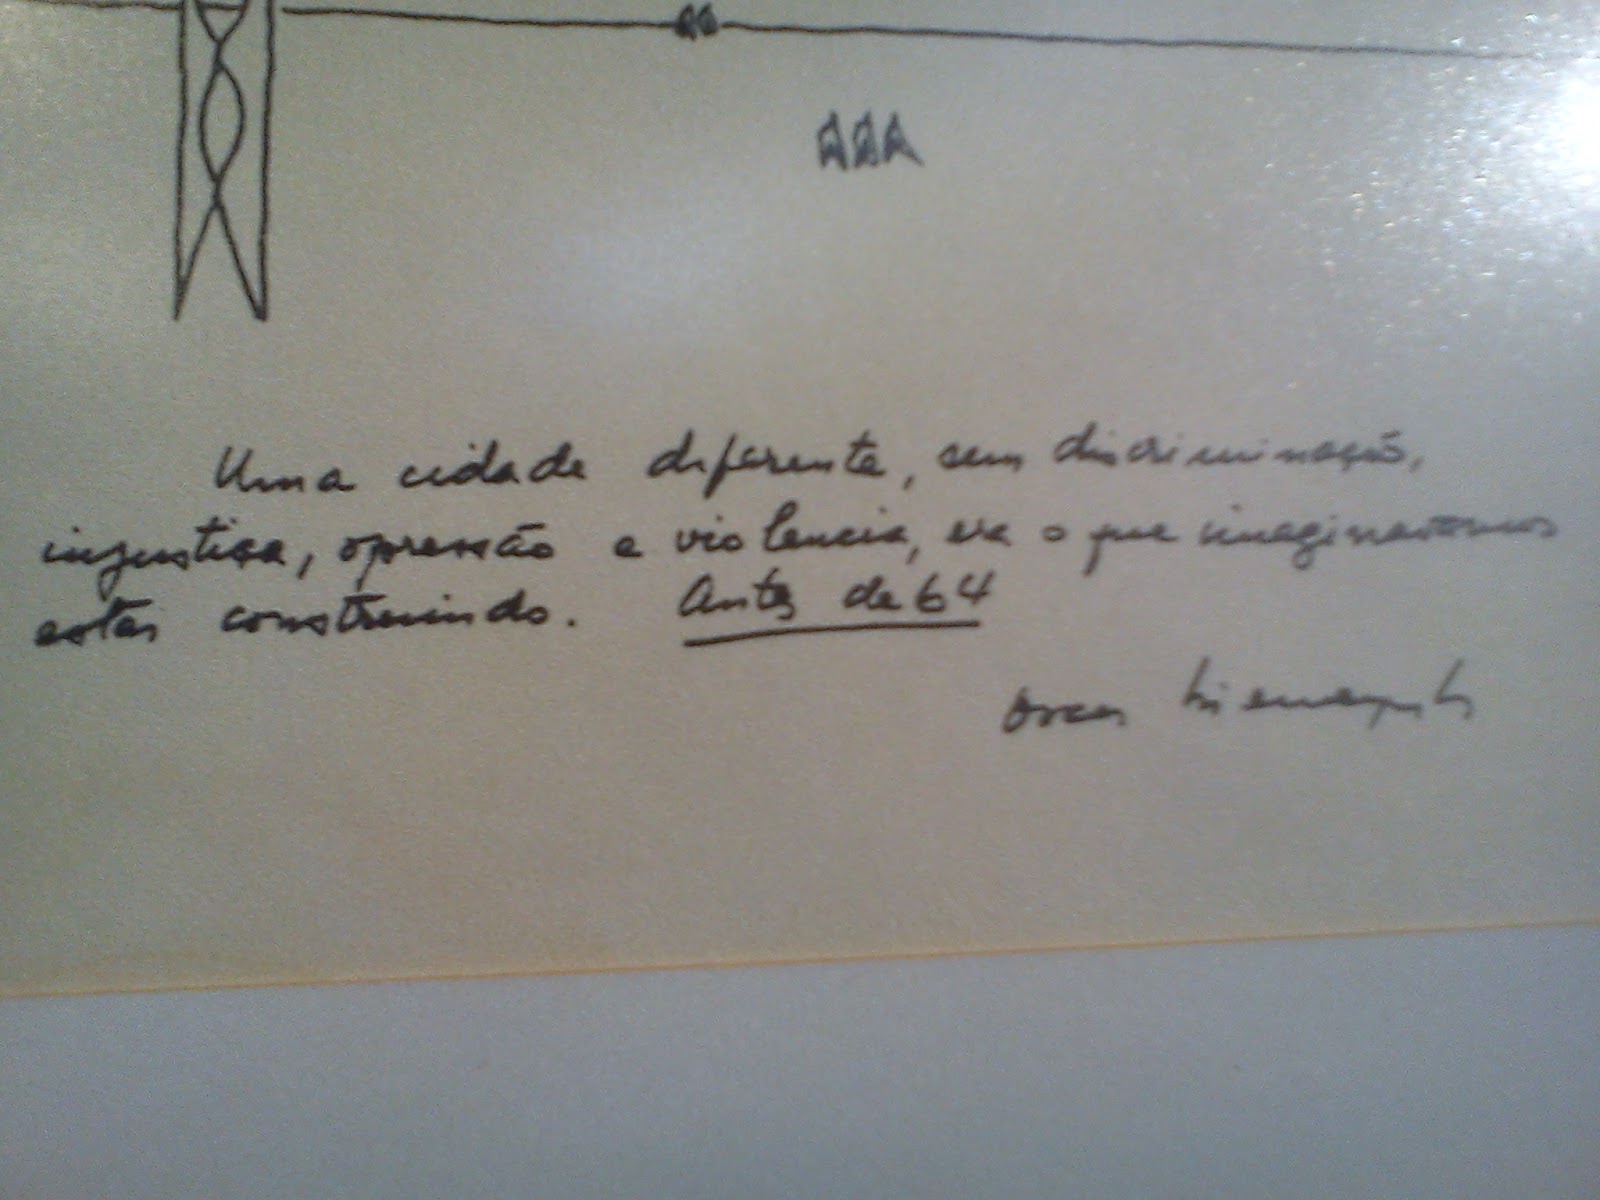 Uma cidade diferente, sem discriminação,
injustiça, opressão e violencia, era o que imaginavamos
estar construindo. Antes de 64
Oscar Niemeyer